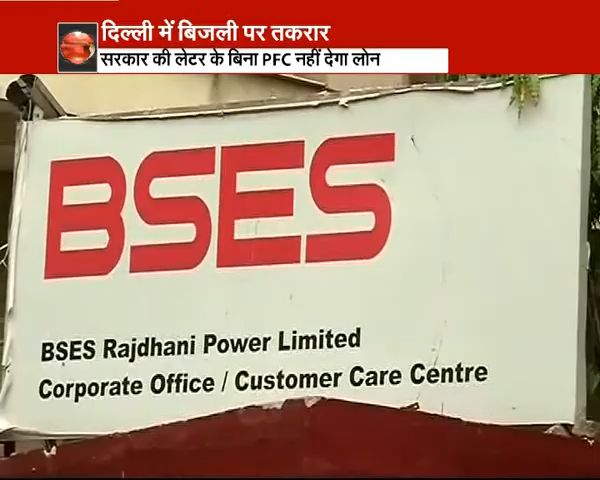 दिल्ली में बिजली पर तकरार
सरकार की लेटर के बिना PFC नहीं देगा लोन
BSES
BSES Rajdhani Power Limited
Corporate Office / Customer Care Centre